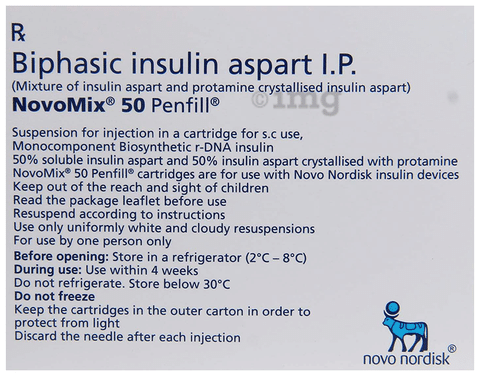 Rx
Biphasic insulin aspart I.P.
(Mixture of insulin aspart and protamine crystallised insulin aspart)
NovoMix® 50 Penfill®
1mg
Suspension for injection in a cartridge for s.c use,
Monocomponent Biosynthetic r-DNA insulin
50% soluble insulin aspart and 50% insulin aspart crystallised with protamine
NovoMix® 50 Penfill® cartridges are for use with Novo Nordisk insulin devices
Keep out of the reach and sight of children
Read the package leaflet before use
Resuspend according to instructions
Use only uniformly white and cloudy resuspensions
For use by one person only
Before opening: Store in a refrigerator (2°C – 8°C)
During use: Use within 4 weeks
Do not refrigerate. Store below 30°C
Do not freeze
Keep the cartridges in the outer carton in order to
protect from light
Discard the needle after each injection
novo nordisk®